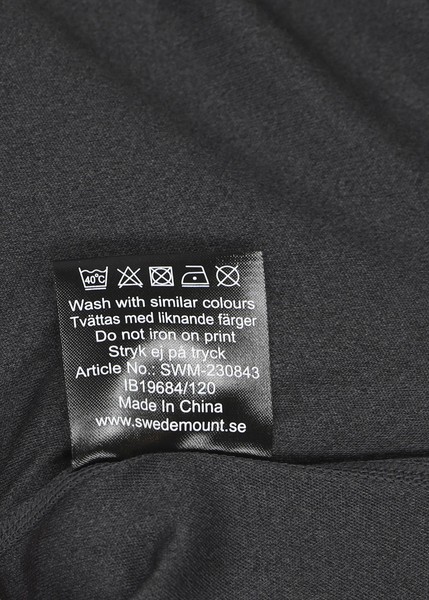 40°C
Wash with similar colours
Tvättas med liknande färger
Do not iron on print
Stryk ej på tryck
Article No.: SWM-230843
IB19684/120
Made In China
www.swedemount.se